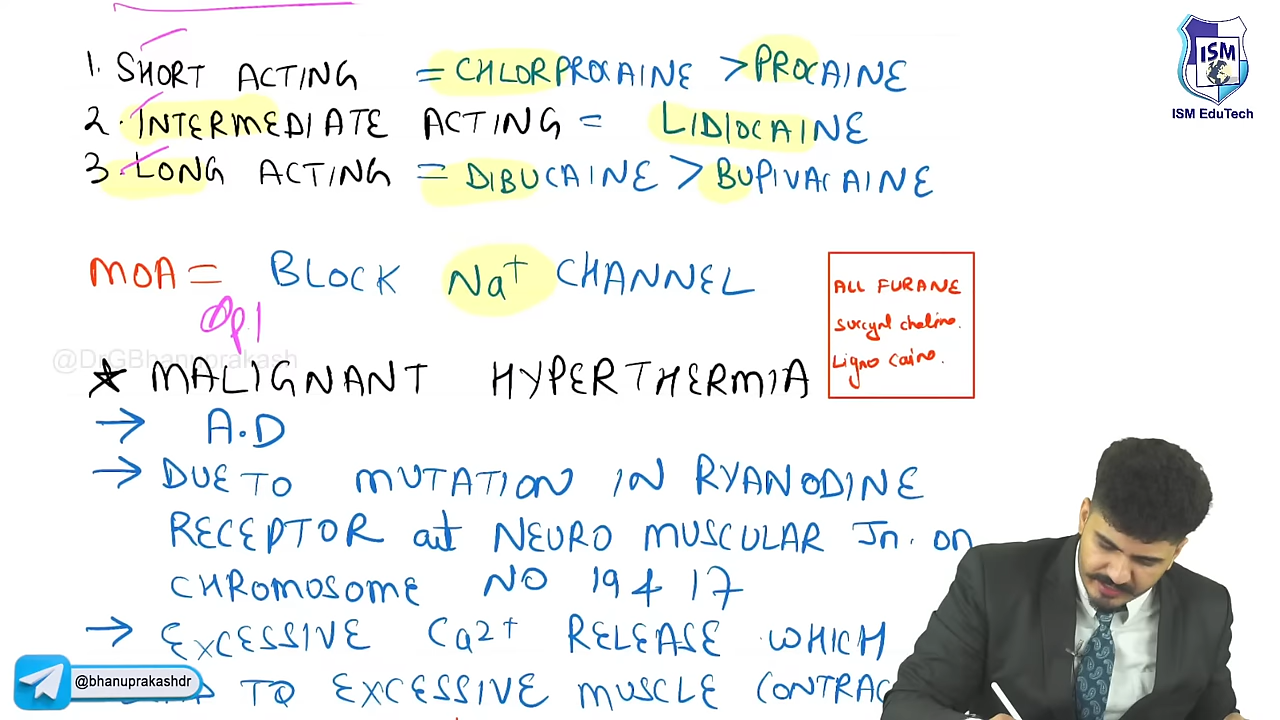 1. SHORT ACTING = CHLORPROCAINE > PROCAINE
2. INTERMEDIATE ACTING = LIDIOCAINE
3. LONG ACTING = DIBUCAINE > BUPIVACAINE
MOA = BLOCK Na+ CHANNEL
ALL FURANE
Succynl choline.
Ligno caine.
@DrGBhanuprakash
★ MALIGNANT HYPERTHERMIA
→ A.D
→ DUE TO MUTATION IN RYANODINE
RECEPTOR at NEURO MUSCULAR Jn. on
CHROMOSOME NO 19 & 17
→ EXCESSIVE Ca2+ RELEASE WHICH
TO EXCESSIVE MUSCLE CONTRAC
@bhanuprakashdr
ISM
ISM EduTech